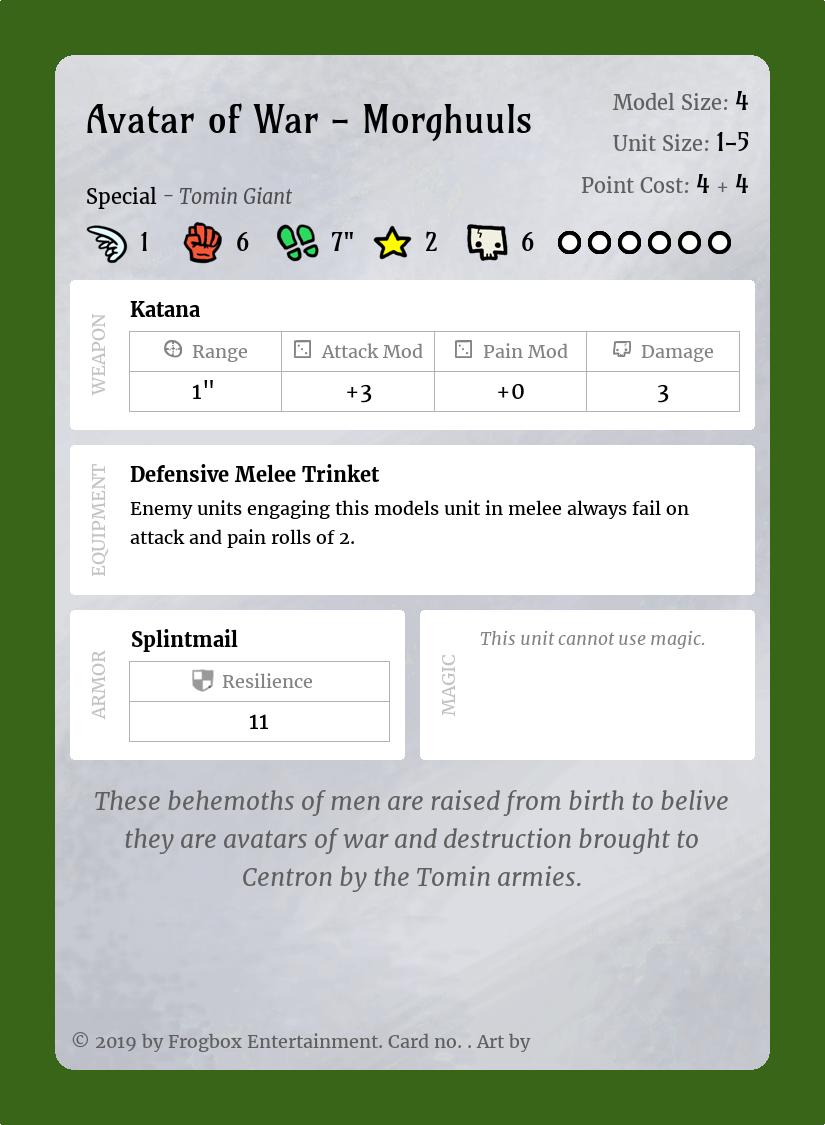 Avatar of War – Morghuuls
Model Size: 4
Unit Size: 1–5
Point Cost: 4 + 4
Special – Tomin Giant
1 6 7" 2 6
WEAPON
Katana
Range Attack Mod Pain Mod Damage
1" +3 +0 3
EQUIPMENT
Defensive Melee Trinket
Enemy units engaging this models unit in melee always fail on
attack and pain rolls of 2.
ARMOR
Splintmail
Resilience
11
MAGIC
This unit cannot use magic.
These behemoths of men are raised from birth to belive
they are avatars of war and destruction brought to
Centron by the Tomin armies.
© 2019 by Frogbox Entertainment. Card no. . Art by